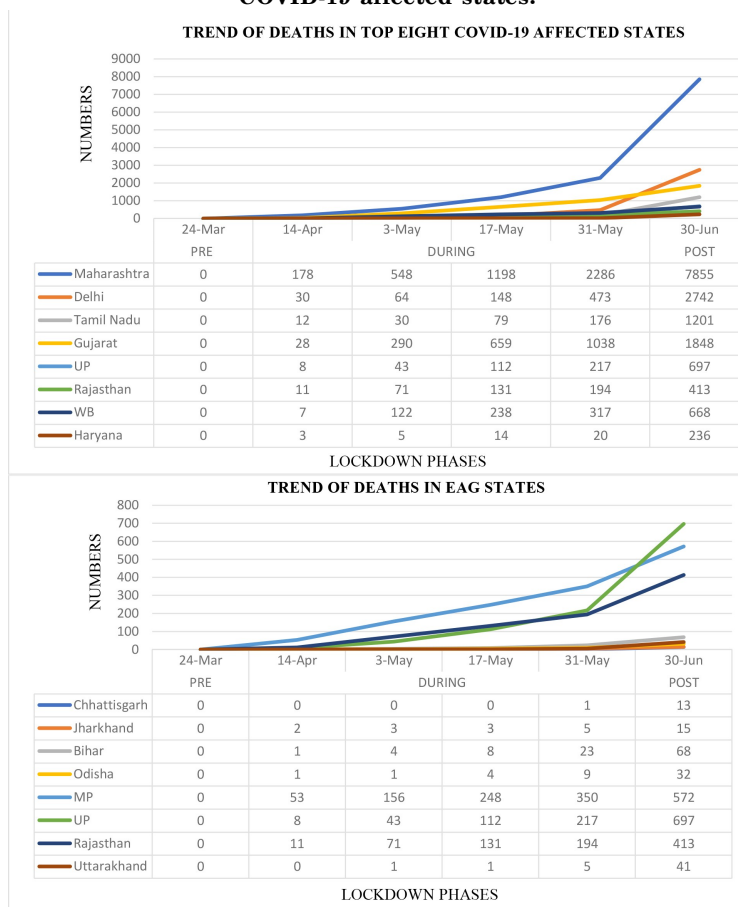 COVID-19 affected states.
TREND OF DEATHS IN TOP EIGHT COVID-19 AFFECTED STATES
9000
8000
7000
6000
5000
4000
3000
2000
1000
0
NUMBERS
24-Mar 14-Apr 3-May 17-May 31-May 30-Jun
PRE DURING POST
Maharashtra 0 178 548 1198 2286 7855
Delhi 0 30 64 148 473 2742
Tamil Nadu 0 12 30 79 176 1201
Gujarat 0 28 290 659 1038 1848
UP 0 8 43 112 217 697
Rajasthan 0 11 71 131 194 413
WB 0 7 122 238 317 668
Haryana 0 3 5 14 20 236
LOCKDOWN PHASES
TREND OF DEATHS IN EAG STATES
800
700
600
500
400
300
200
100
0
NUMBERS
24-Mar 14-Apr 3-May 17-May 31-May 30-Jun
PRE DURING POST
Chhattisgarh 0 0 0 0 1 13
Jharkhand 0 2 3 3 5 15
Bihar 0 1 4 8 23 68
Odisha 0 1 1 4 9 32
MP 0 53 156 248 350 572
UP 0 8 43 112 217 697
Rajasthan 0 11 71 131 194 413
Uttarakhand 0 0 1 1 5 41
LOCKDOWN PHASES